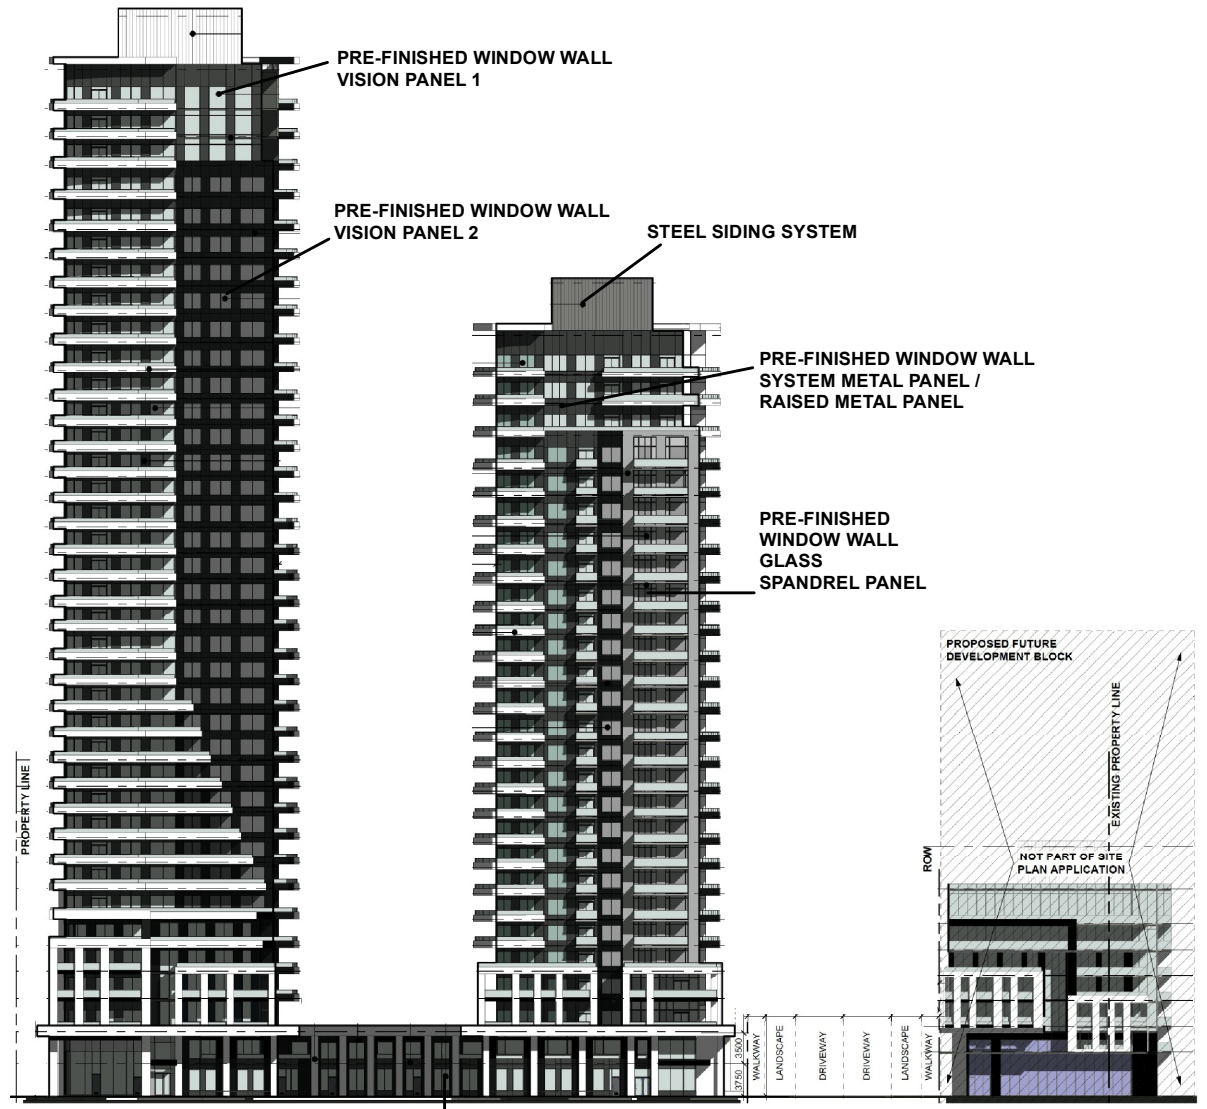 PRE-FINISHED WINDOW WALL
VISION PANEL 1
PRE-FINISHED WINDOW WALL
VISION PANEL 2
STEEL SIDING SYSTEM
PRE-FINISHED WINDOW WALL
SYSTEM METAL PANEL /
RAISED METAL PANEL
PRE-FINISHED
WINDOW WALL
GLASS
SPANDREL PANEL
PROPOSED FUTURE
DEVELOPMENT BLOCK
EXISTING PROPERTY LINE
PROPERTY LINE
ROW
NOT PART OF SITE
PLAN APPLICATION
3500
3750
WALKWAY
LANDSCAPE
DRIVEWAY
DRIVEWAY
LANDSCAPE
WALKWAY